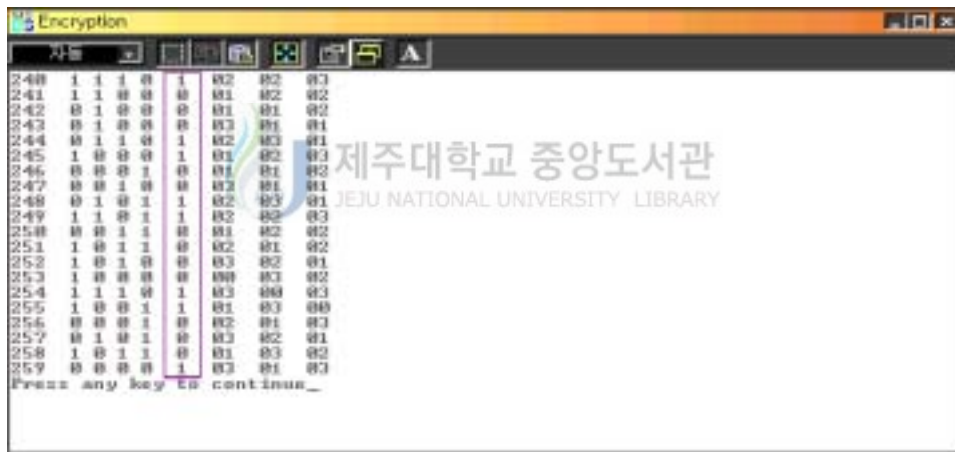 Encryption
자동
A
240 1 1 1 0 1 02 02 03
241 1 1 0 0 0 01 02 02
242 0 1 0 0 0 01 01 02
243 0 1 0 0 0 03 01 01
244 0 1 1 0 1 02 03 01
245 1 0 0 0 1 01 02 03
246 0 0 0 1 0 01 01 02
247 0 0 1 0 0 03 01 01
248 0 1 0 1 1 02 03 01
249 1 1 0 1 1 02 02 03
250 0 0 1 1 0 01 02 02
251 1 0 1 1 0 02 01 02
252 1 0 1 0 0 03 02 01
253 1 0 0 0 0 00 03 02
254 1 1 1 0 1 03 00 03
255 1 0 0 1 1 01 03 00
256 0 0 0 1 0 02 01 03
257 0 1 0 1 0 03 02 01
258 1 0 1 1 0 01 03 02
259 0 0 0 0 1 03 01 03
Press any key to continue_
제주대학교 중앙도서관
JEJU NATIONAL UNIVERSITY LIBRARY